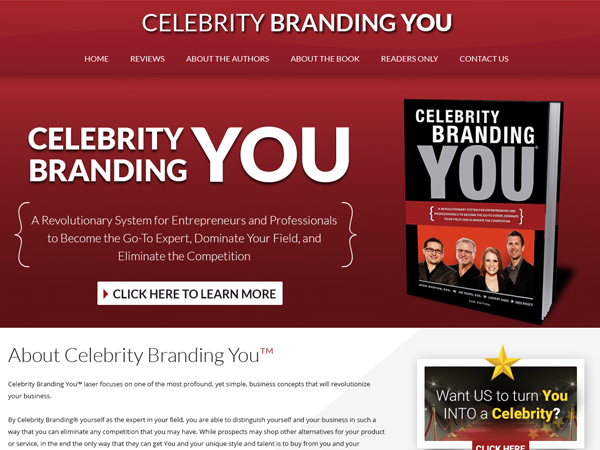 CELEBRITY BRANDING YOU
HOME REVIEWS ABOUT THE AUTHORS ABOUT THE BOOK READERS ONLY CONTACT US
CELEBRITY
BRANDING YOU
A Revolutionary System for Entrepreneurs and Professionals
to Become the Go-To Expert, Dominate Your Field, and
Eliminate the Competition
CLICK HERE TO LEARN MORE
CELEBRITY
BRANDING
YOU®
A REVOLUTIONARY SYSTEM FOR ENTREPRENEURS AND
PROFESSIONALS TO BECOME THE GO-TO EXPERT, DOMINATE
YOUR FIELD AND ELIMINATE THE COMPETITION
About Celebrity Branding You™
Celebrity Branding You™ laser focuses on one of the most profound, yet simple, business concepts that will revolutionize
your business.
By Celebrity Branding® yourself as the expert in your field, you are able to distinguish yourself and your business in such a
way that you can eliminate any competition that you may have. While prospects may shop other alternatives for your product
or service, in the end the only way that they can get You and your unique style and talent is to buy from you and your
Want US to turn You
INTO a Celebrity?
CLICK HERE